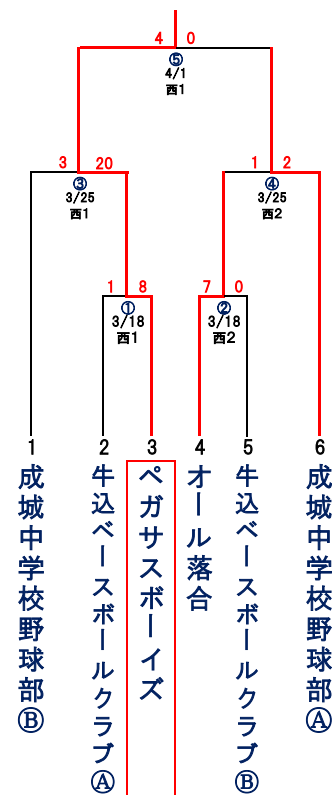 4 0
⑤
4/1
西1
3 20
③
3/25
西1
1 2
④
3/25
西2
1 8
①
3/18
西1
7 0
②
3/18
西2
1
成城中学校野球部Ⓑ
2
牛込ベースボールクラブⒶ
3
ペガサスボーイズ
4
オール落合
5
牛込ベースボールクラブⒷ
6
成城中学校野球部Ⓐ